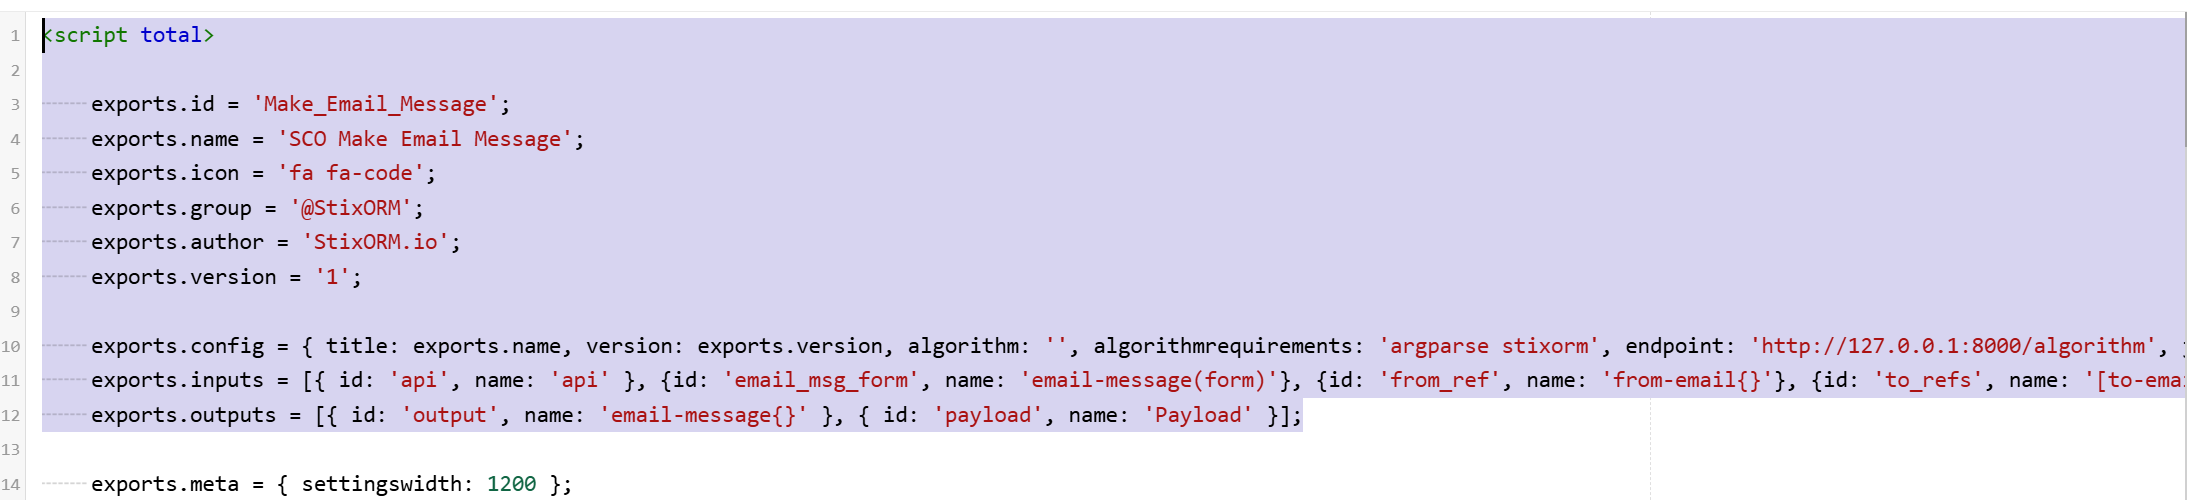 1 <script total>
2
3 exports.id = 'Make_Email_Message';
4 exports.name = 'SCO Make Email Message';
5 exports.icon = 'fa fa-code';
6 exports.group = '@StixORM';
7 exports.author = 'StixORM.io';
8 exports.version = '1';
9
10 exports.config = { title: exports.name, version: exports.version, algorithm: '', algorithmrequirements: 'argparse stixorm', endpoint: 'http://127.0.0.1:8000/algorithm',
11 exports.inputs = [{ id: 'api', name: 'api' }, {id: 'email_msg_form', name: 'email-message(form)'}, {id: 'from_ref', name: 'from-email{}'}, {id: 'to_refs', name: '[to-ema
12 exports.outputs = [{ id: 'output', name: 'email-message{}' }, { id: 'payload', name: 'Payload' }];
13
14 exports.meta = { settingswidth: 1200 };